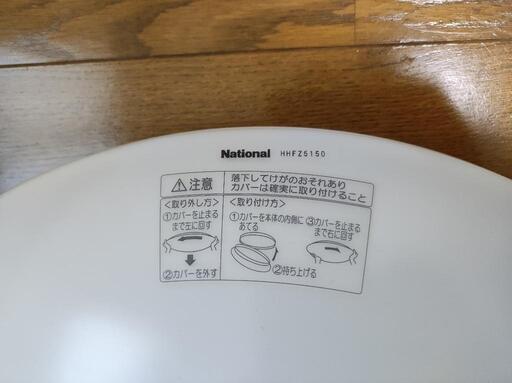 National HHFZ5150
⚠注意
落下してけがのおそれあり
カバーは確実に取り付けること
<取り外し方>
①カバーを止まる
まで左に回す
②カバーを外す
<取り付け方>
①カバーを本体の内側に
あてる
②持ち上げる
③カバーを止まる
まで右に回す